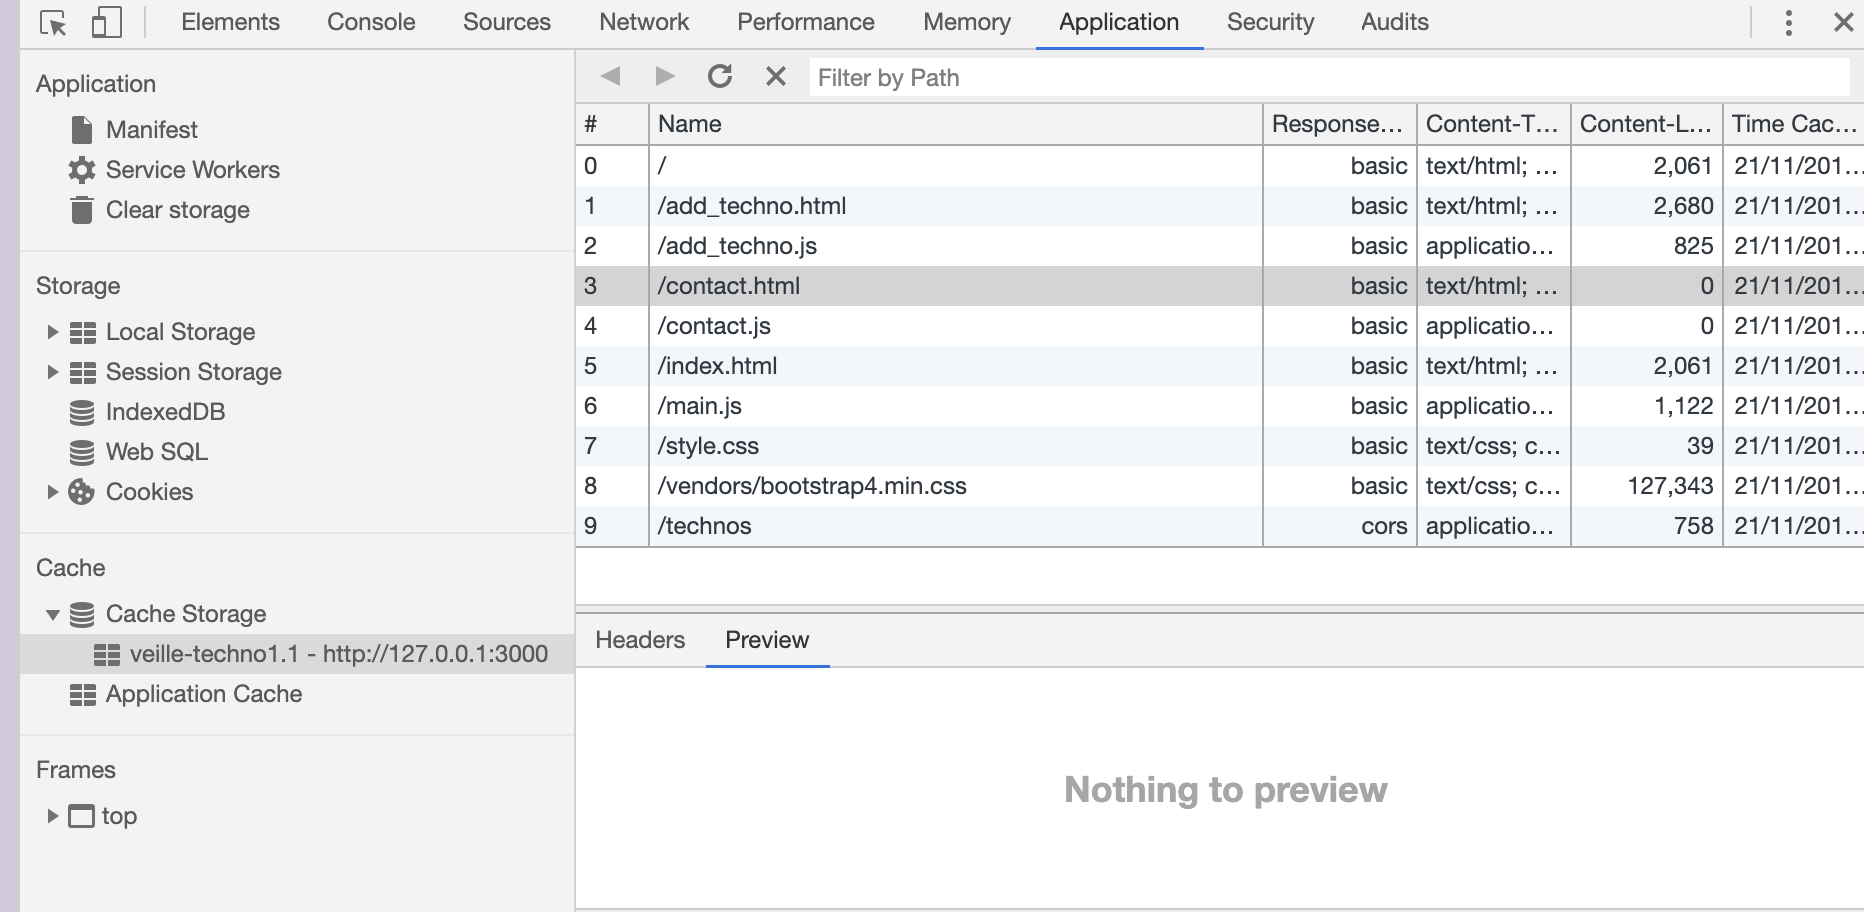 Elements Console Sources Network Performance Memory Application Security Audits
Application
Manifest
Service Workers
Clear storage
Storage
Local Storage
Session Storage
IndexedDB
Web SQL
Cookies
Cache
Cache Storage
veille-techno1.1 - http://127.0.0.1:3000
Application Cache
Frames
top
Filter by Path
# Name Response... Content-T... Content-L... Time Cac...
0 / basic text/html; ... 2,061 21/11/201...
1 /add_techno.html basic text/html; ... 2,680 21/11/201...
2 /add_techno.js basic applicatio... 825 21/11/201...
3 /contact.html basic text/html; ... 0 21/11/201...
4 /contact.js basic applicatio... 0 21/11/201...
5 /index.html basic text/html; ... 2,061 21/11/201...
6 /main.js basic applicatio... 1,122 21/11/201...
7 /style.css basic text/css; c... 39 21/11/201...
8 /vendors/bootstrap4.min.css basic text/css; c... 127,343 21/11/201...
9 /technos cors applicatio... 758 21/11/201...
Headers Preview
Nothing to preview